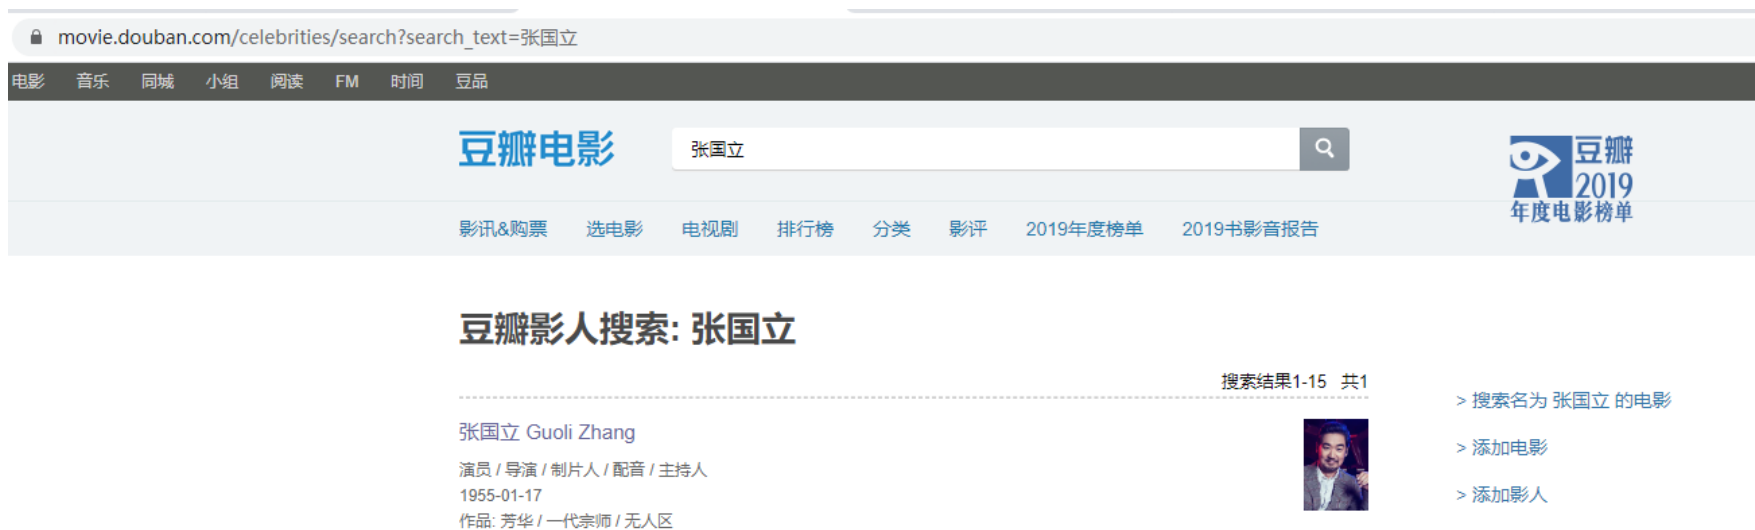 movie.douban.com/celebrities/search?search_text=张国立
电影 音乐 同城 小组 阅读 FM 时间 豆品
豆瓣电影 张国立
豆瓣
2019
年度电影榜单
影讯&购票 选电影 电视剧 排行榜 分类 影评 2019年度榜单 2019书影音报告
豆瓣影人搜索: 张国立
搜索结果1-15 共1
> 搜索名为 张国立 的电影
张国立 Guoli Zhang
> 添加电影
演员 / 导演 / 制片人 / 配音 / 主持人
1955-01-17
> 添加影人
作品: 芳华 / 一代宗师 / 无人区